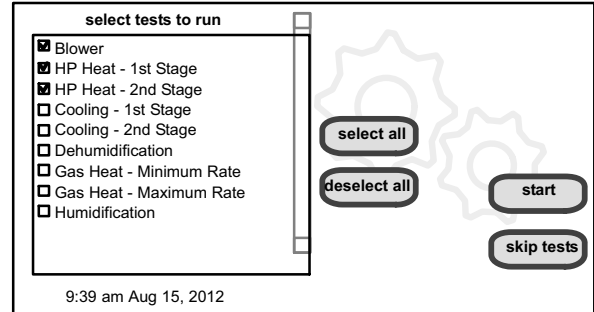 select tests to run
Blower
HP Heat - 1st Stage
HP Heat - 2nd Stage
Cooling - 1st Stage
Cooling - 2nd Stage
Dehumidification
Gas Heat - Minimum Rate
Gas Heat - Maximum Rate
Humidification
select all
deselect all
start
skip tests
9:39 am Aug 15, 2012